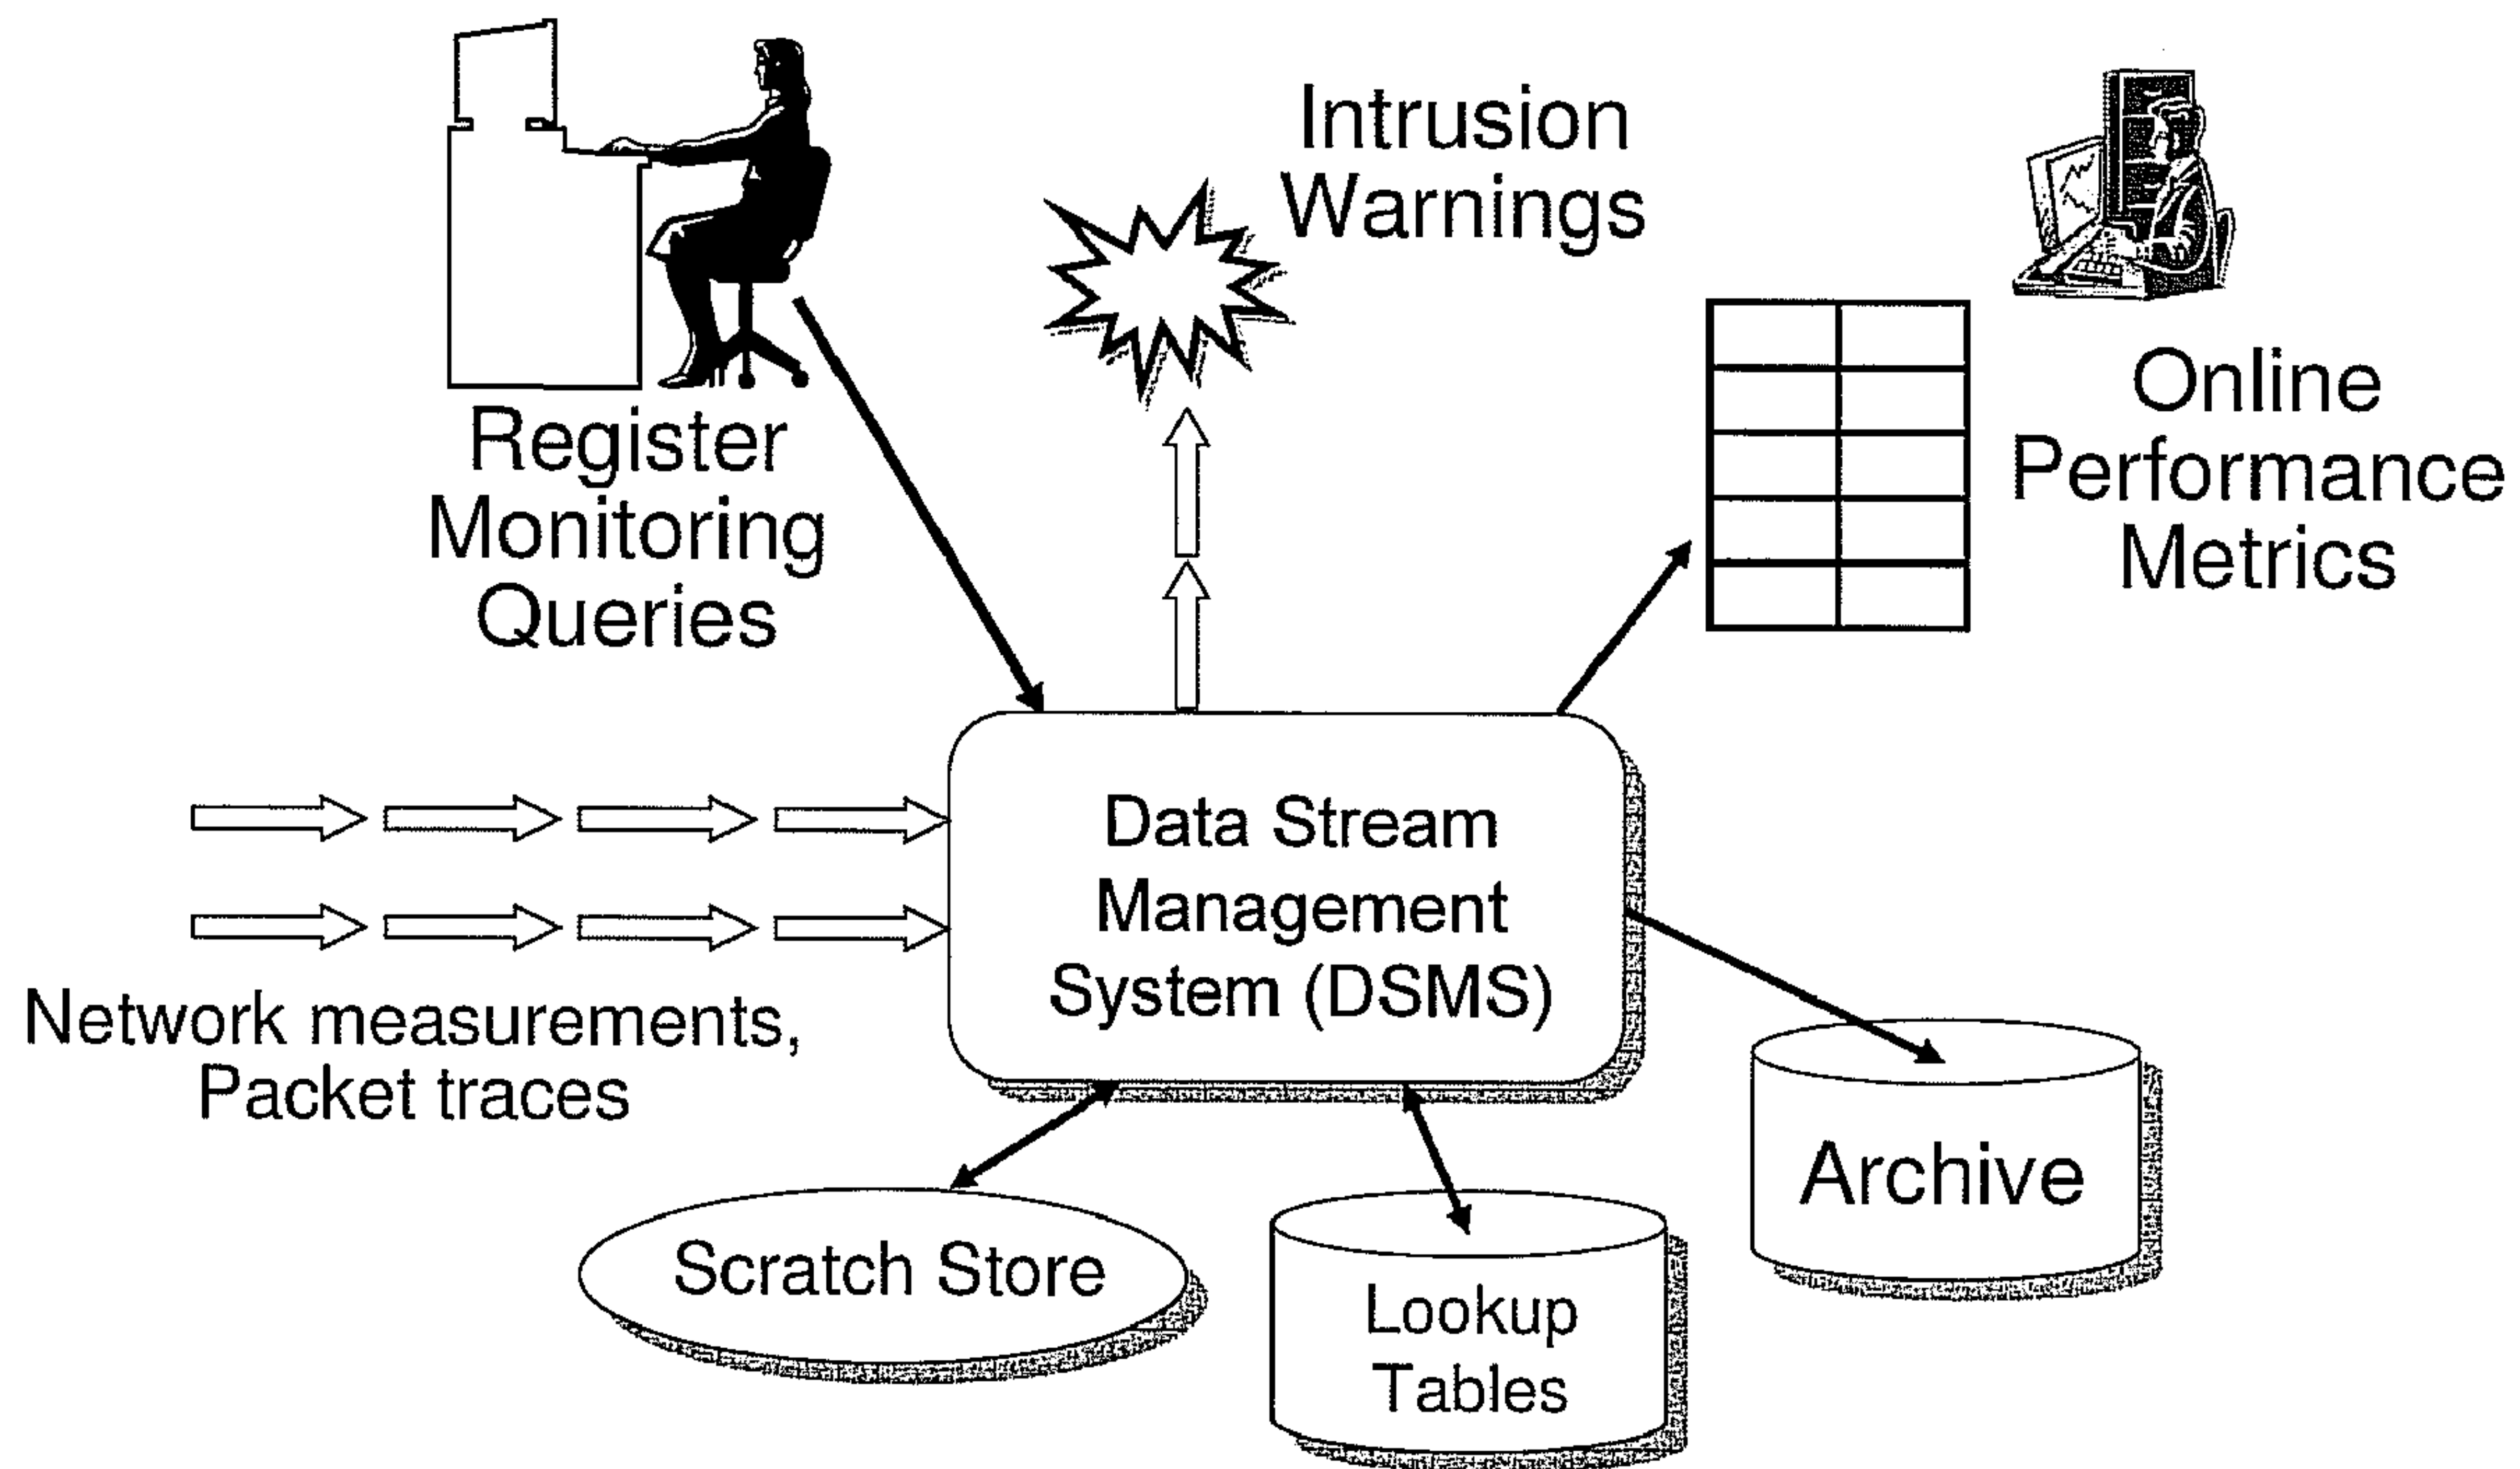 Intrusion
Warnings
Register
Monitoring
Queries
Online
Performance
Metrics
Data Stream
Management
System (DSMS)
Network measurements,
Packet traces
Scratch Store
Lookup
Tables
Archive